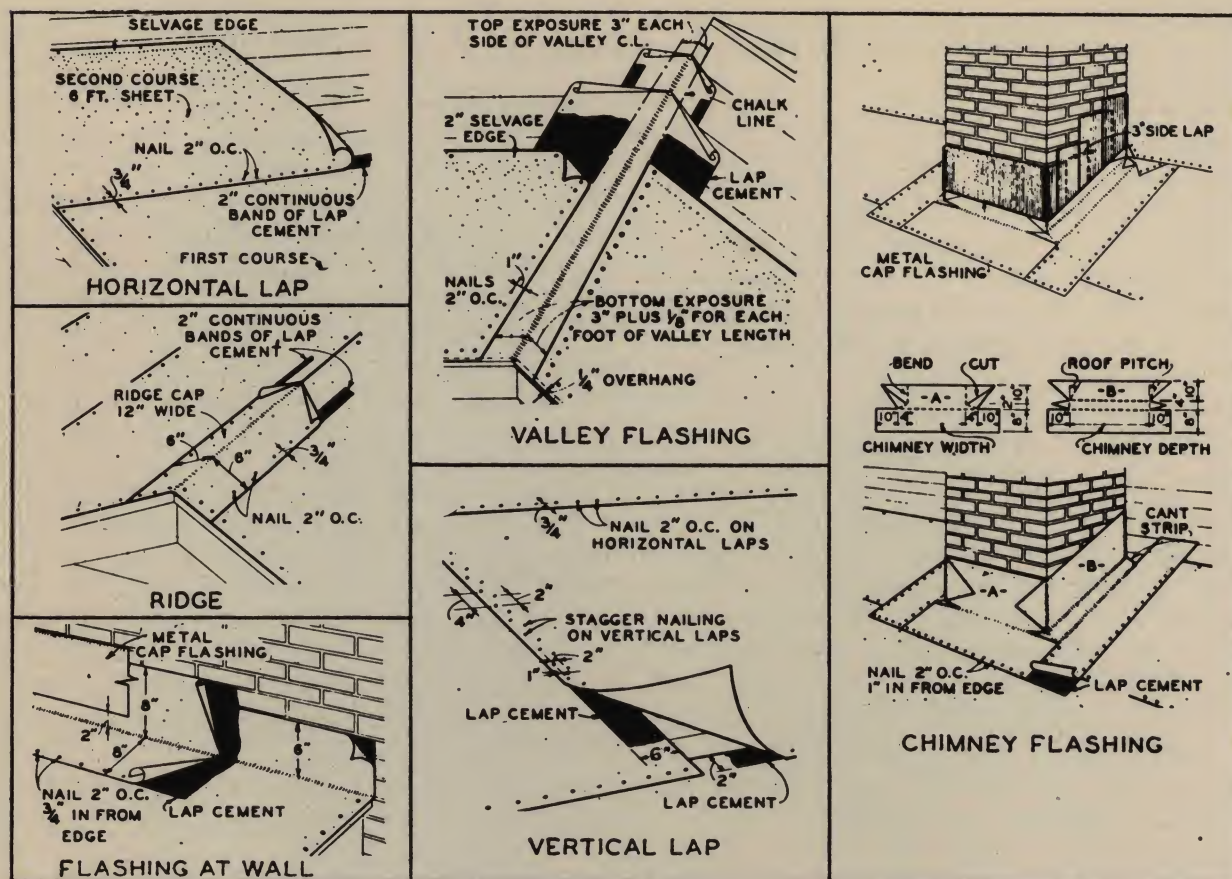 SELVAGE EDGE
SECOND COURSE
6 FT. SHEET
NAIL 2" O.C.
3/4"
2" CONTINUOUS
BAND OF LAP
CEMENT
FIRST COURSE
HORIZONTAL LAP
2" CONTINUOUS
BANDS OF LAP
CEMENT
RIDGE CAP
12" WIDE
6"
6"
3/4"
NAIL 2" O.C.
RIDGE
METAL
CAP FLASHING
8"
2"
8"
6"
NAIL 2" O.C.
3/4" IN FROM
EDGE
LAP CEMENT
FLASHING AT WALL
TOP EXPOSURE 3" EACH
SIDE OF VALLEY C.L.
CHALK
LINE
2" SELVAGE
EDGE
LAP
CEMENT
1"
NAILS
2" O.C.
BOTTOM EXPOSURE
3" PLUS 1/8" FOR EACH
FOOT OF VALLEY LENGTH
1/4" OVERHANG
VALLEY FLASHING
3/4"
NAIL 2" O.C. ON
HORIZONTAL LAPS
2"
4"
STAGGER NAILING
ON VERTICAL LAPS
2"
1"
LAP CEMENT
6"
2"
LAP CEMENT
VERTICAL LAP
3" SIDE LAP
METAL
CAP FLASHING
BEND CUT
-A-
10" 10"
2" 10"
8"
CHIMNEY WIDTH
ROOF PITCH
-B-
10" 10"
4" 10"
8"
CHIMNEY DEPTH
CANT
STRIP
-B-
-A-
NAIL 2" O.C.
1" IN FROM EDGE
LAP CEMENT
CHIMNEY FLASHING